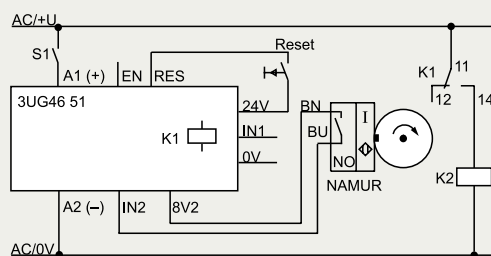 AC/+U
S1
Reset
A1 (+) EN RES
K1 11
3UG46 51
24V BN I 12 14
K1 IN1 BU
0V NO K2
NAMUR
A2 (–) IN2 8V2
AC/0V